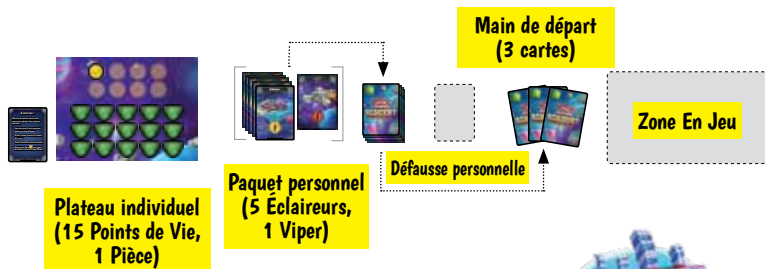 Main de départ
(3 cartes)
Zone En Jeu
Défausse personnelle
Paquet personnel
(5 Éclaireurs,
1 Viper)
Plateau individuel
(15 Points de Vie,
1 Pièce)